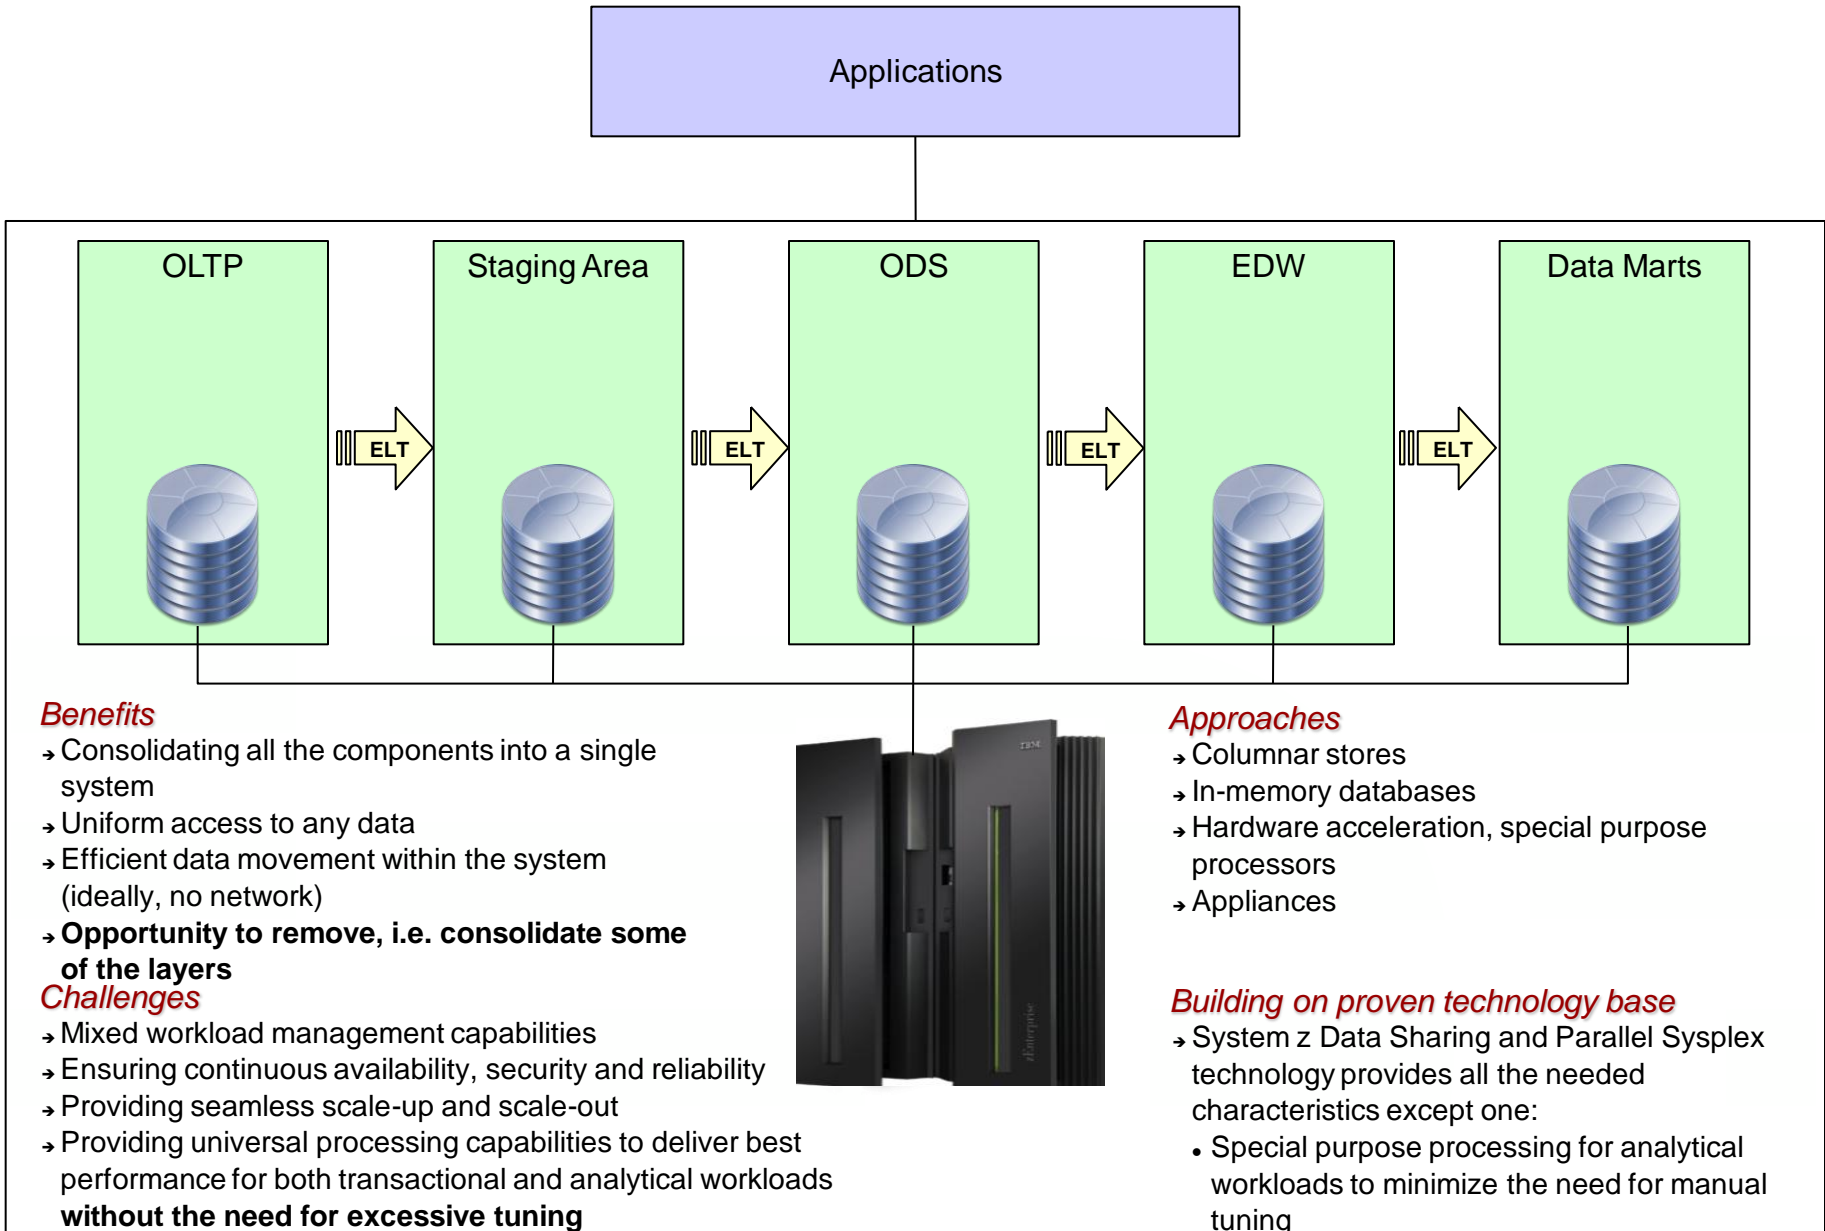 Applications
OLTP
Staging Area
ODS
EDW
Data Marts
ELT
ELT
ELT
ELT
Benefits
➔ Consolidating all the components into a single
system
➔ Uniform access to any data
➔ Efficient data movement within the system
(ideally, no network)
➔ Opportunity to remove, i.e. consolidate some
of the layers
Challenges
➔ Mixed workload management capabilities
➔ Ensuring continuous availability, security and reliability
➔ Providing seamless scale-up and scale-out
➔ Providing universal processing capabilities to deliver best
performance for both transactional and analytical workloads
without the need for excessive tuning
IBM
zEnterprise
Approaches
➔ Columnar stores
➔ In-memory databases
➔ Hardware acceleration, special purpose
processors
➔ Appliances
Building on proven technology base
➔ System z Data Sharing and Parallel Sysplex
technology provides all the needed
characteristics except one:
• Special purpose processing for analytical
workloads to minimize the need for manual
tuning